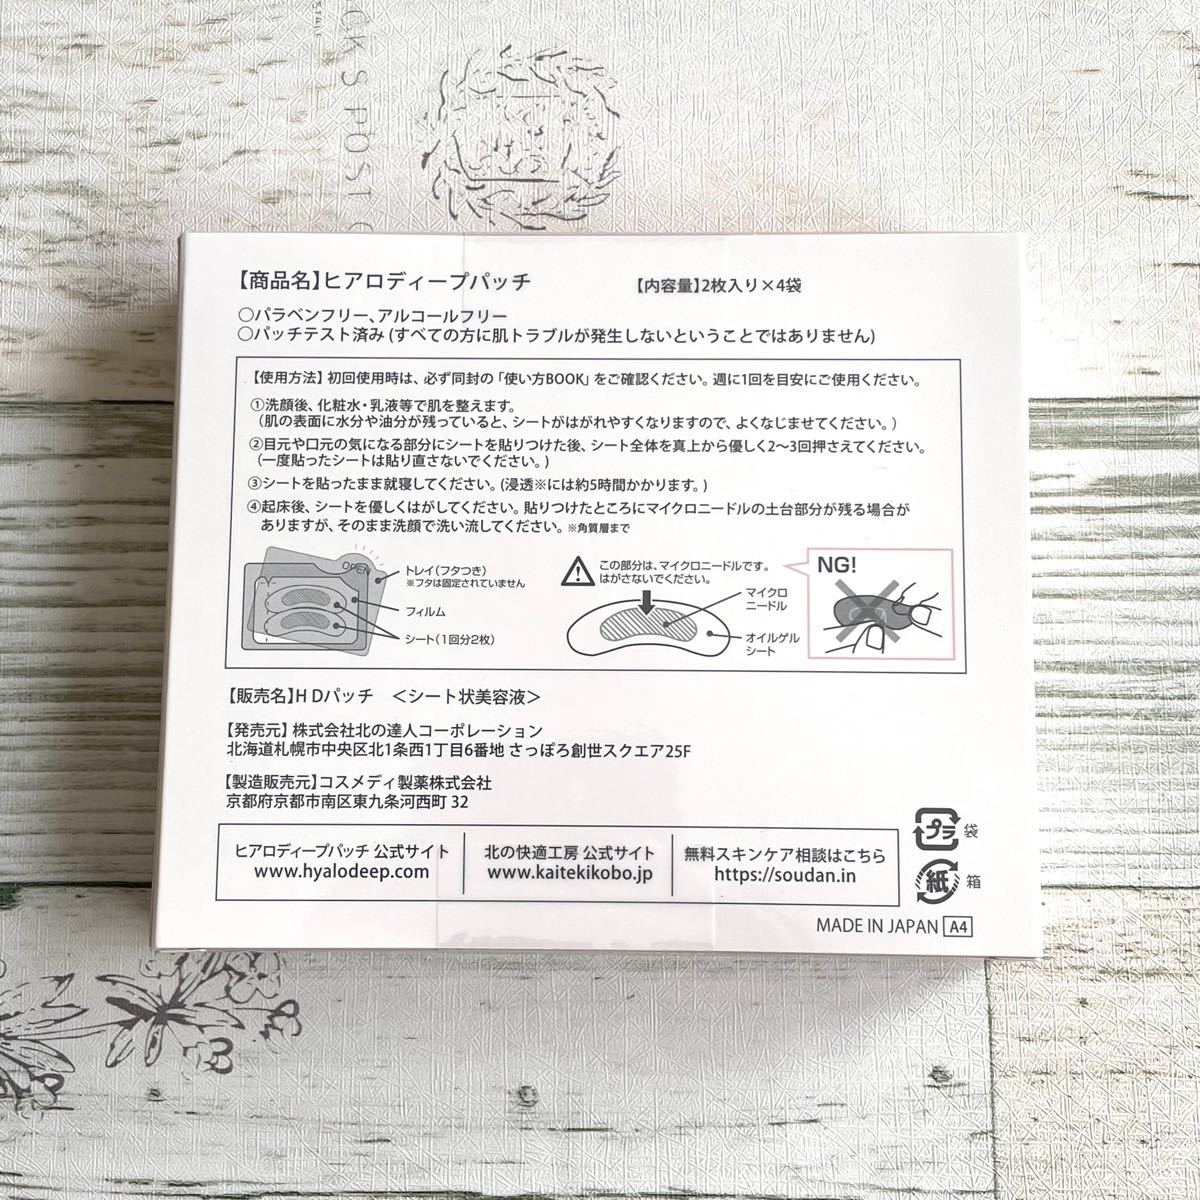 CK S POST
【商品名】ヒアロディープパッチ 【内容量】2枚入り×4袋
○パラベンフリー、アルコールフリー
○パッチテスト済み (すべての方に肌トラブルが発生しないということではありません)
【使用方法】初回使用時は、必ず同封の「使い方BOOK」をご確認ください。週に1回を目安にご使用ください。
①洗顔後、化粧水・乳液等で肌を整えます。
(肌の表面に水分や油分が残っていると、シートがはがれやすくなりますので、よくなじませてください。)
②目元や口元の気になる部分にシートを貼りつけた後、シート全体を真上から優しく2〜3回押さえてください。
(一度貼ったシートは貼り直さないでください。)
③シートを貼ったまま就寝してください。(浸透※には約5時間かかります。)
④起床後、シートを優しくはがしてください。貼りつけたところにマイクロニードルの土台部分が残る場合が
ありますが、そのまま洗顔で洗い流してください。※角質層まで
OPEN
トレイ(フタつき)
※フタは固定されていません
フィルム
シート(1回分2枚)
この部分は、マイクロニードルです。
はがさないでください。
マイクロ
ニードル
オイルゲル
シート
NG!
【販売名】H Dパッチ <シート状美容液>
【発売元】株式会社北の達人コーポレーション
北海道札幌市中央区北1条西1丁目6番地 さっぽろ創世スクエア25F
【製造販売元】コスメディ製薬株式会社
京都府京都市南区東九条河西町 32
ヒアロディープパッチ 公式サイト
www.hyalodeep.com
北の快適工房 公式サイト
www.kaitekikobo.jp
無料スキンケア相談はこちら
https://soudan.in
プラ 袋
紙 箱
MADE IN JAPAN A4